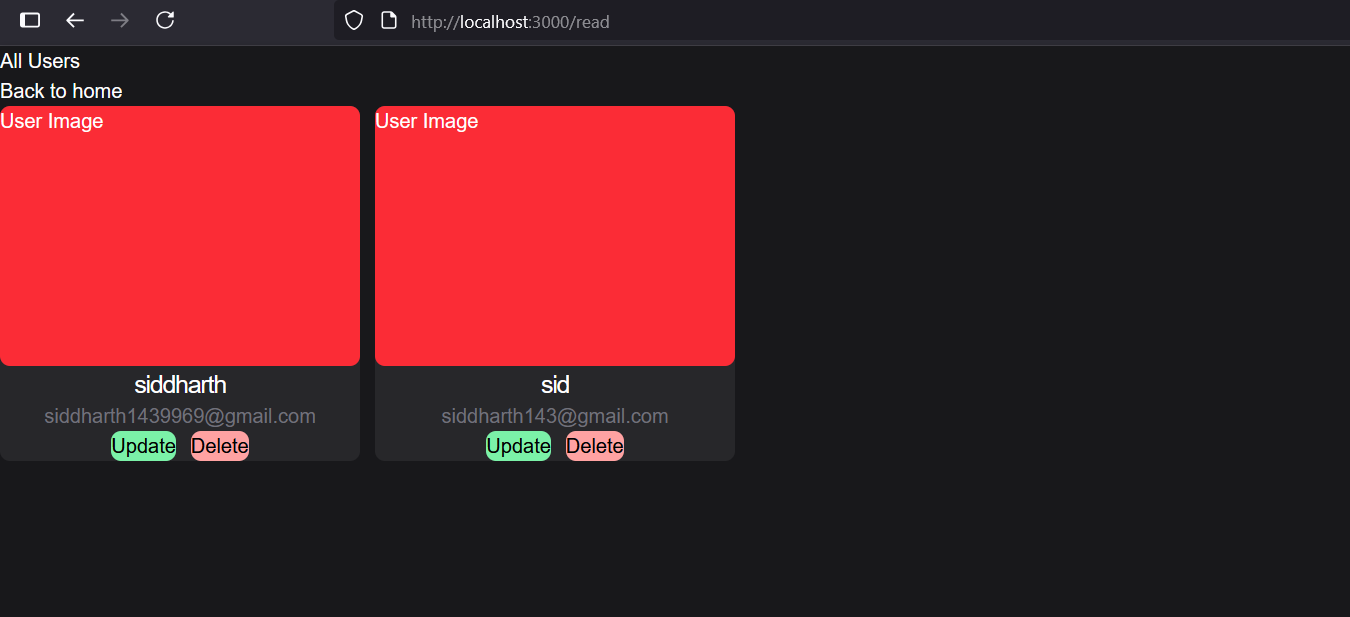 http://localhost:3000/read
All Users
Back to home
User Image
User Image
siddharth
siddharth1439969@gmail.com
Update Delete
sid
siddharth143@gmail.com
Update Delete